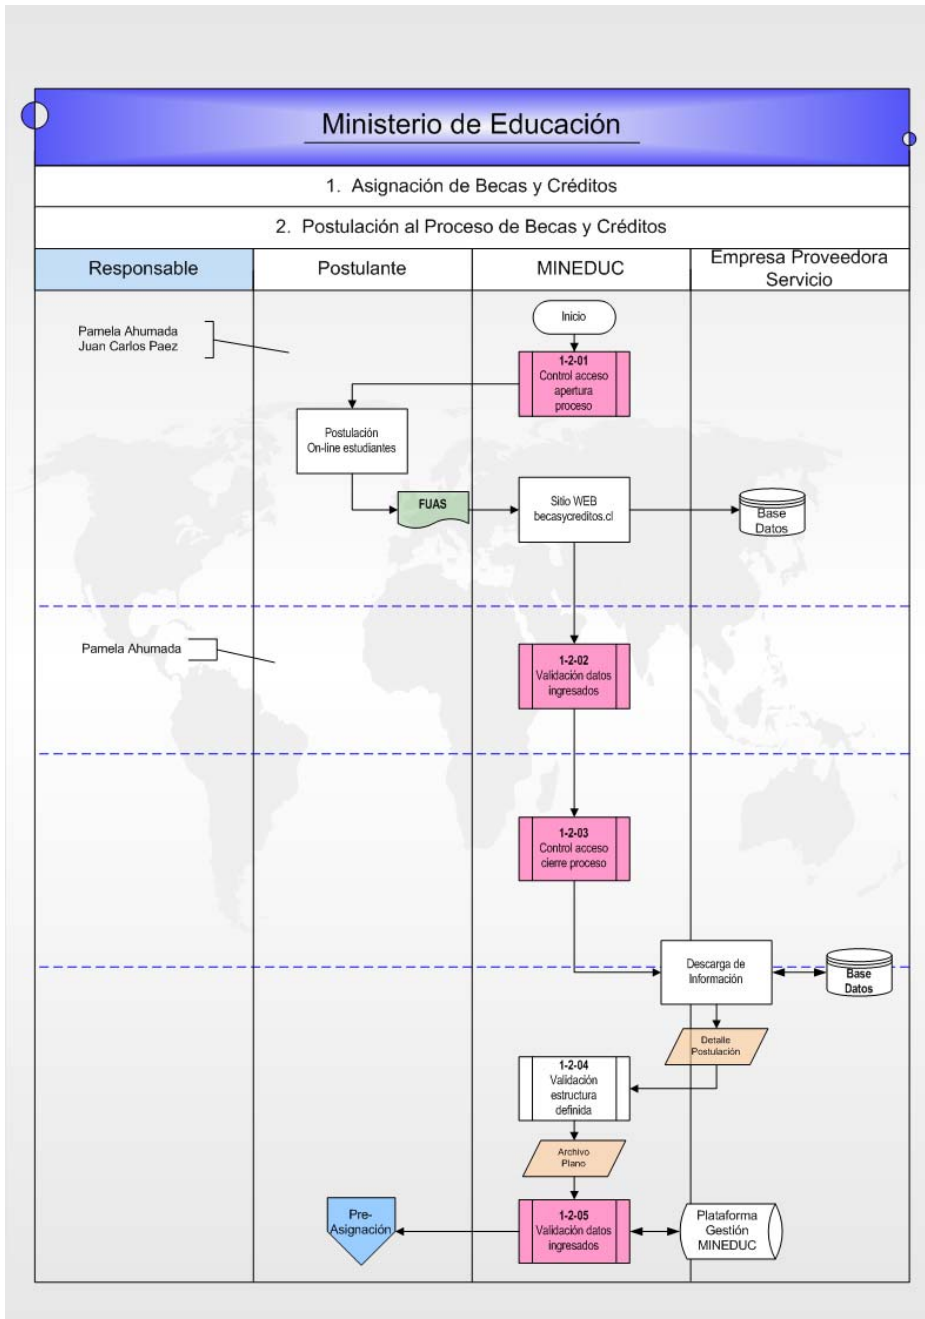 Ministerio de Educación
1. Asignación de Becas y Créditos
2. Postulación al Proceso de Becas y Créditos
Responsable
Postulante
MINEDUC
Empresa Proveedora
Servicio
Pamela Ahumada
Juan Carlos Paez
Inicio
1-2-01
Control acceso
apertura
proceso
Postulación
On-line estudiantes
FUAS
Sitio WEB
becasycreditos.cl
Base
Datos
Pamela Ahumada
1-2-02
Validación datos
ingresados
1-2-03
Control acceso
cierre proceso
Descarga de
Información
Base
Datos
Detalle
Postulación
1-2-04
Validación
estructura
definida
Archivo
Plano
Pre-
Asignación
1-2-05
Validación datos
ingresados
Plataforma
Gestión
MINEDUC